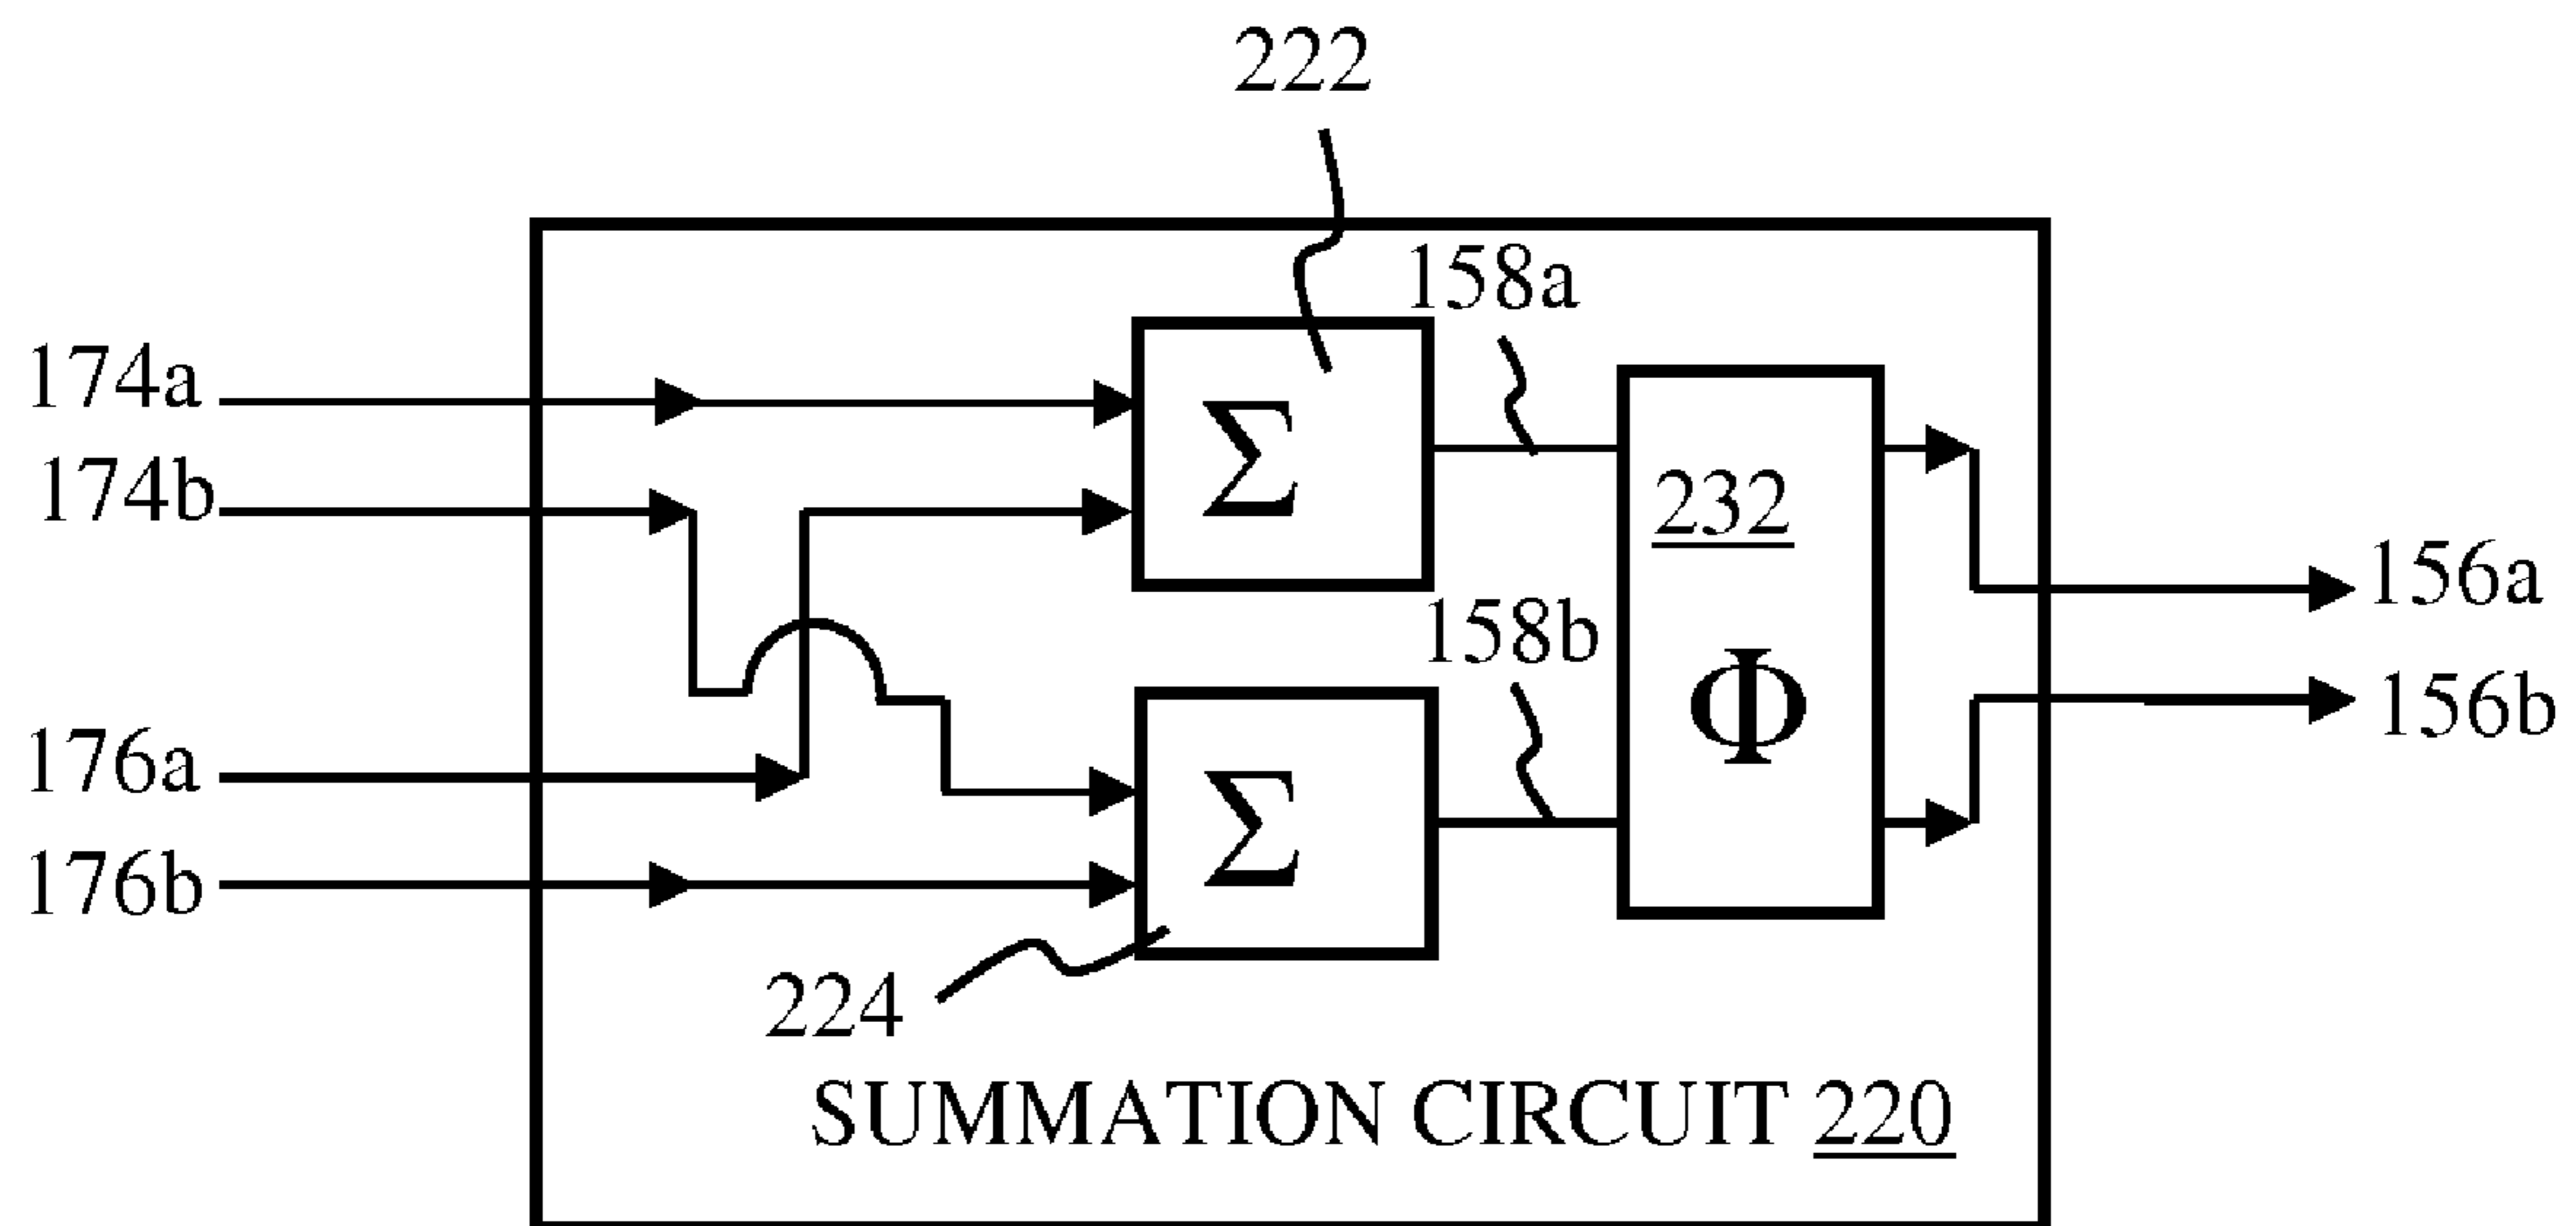 222
158a
174a
Σ
232
174b
156a
158b
Φ
156b
176a
Σ
176b
224
SUMMATION CIRCUIT 220